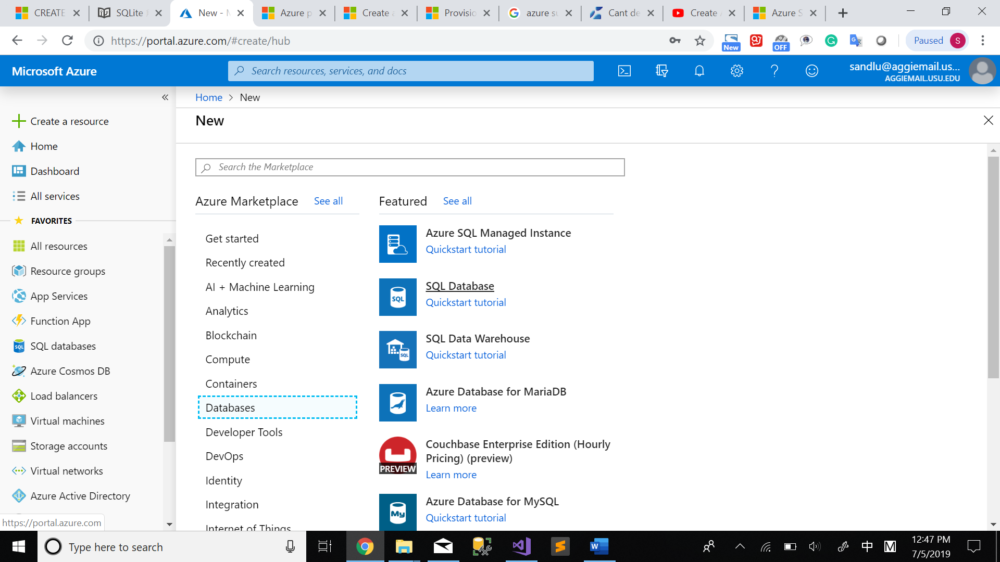 CREATE
SQLite
New - M
Azure p
Create a
Provisio
azure su
Cant de
Create A
Azure S
https://portal.azure.com/#create/hub
New
OFF
Paused
S
Microsoft Azure
Search resources, services, and docs
sandlu@aggiemail.us...
AGGIEMAIL.USU.EDU
Home > New
New
Create a resource
Home
Dashboard
All services
FAVORITES
All resources
Resource groups
App Services
Function App
SQL databases
Azure Cosmos DB
Load balancers
Virtual machines
Storage accounts
Virtual networks
Azure Active Directory
https://portal.azure.com
Search the Marketplace
Azure Marketplace See all
Get started
Recently created
AI + Machine Learning
Analytics
Blockchain
Compute
Containers
Databases
Developer Tools
DevOps
Identity
Integration
Internet of Things
Featured See all
Azure SQL Managed Instance
Quickstart tutorial
SQL
SQL Database
Quickstart tutorial
SQL
SQL Data Warehouse
Quickstart tutorial
Azure Database for MariaDB
Learn more
PREVIEW
Couchbase Enterprise Edition (Hourly
Pricing) (preview)
Learn more
My
Azure Database for MySQL
Quickstart tutorial
Type here to search
中
M
12:47 PM
7/5/2019